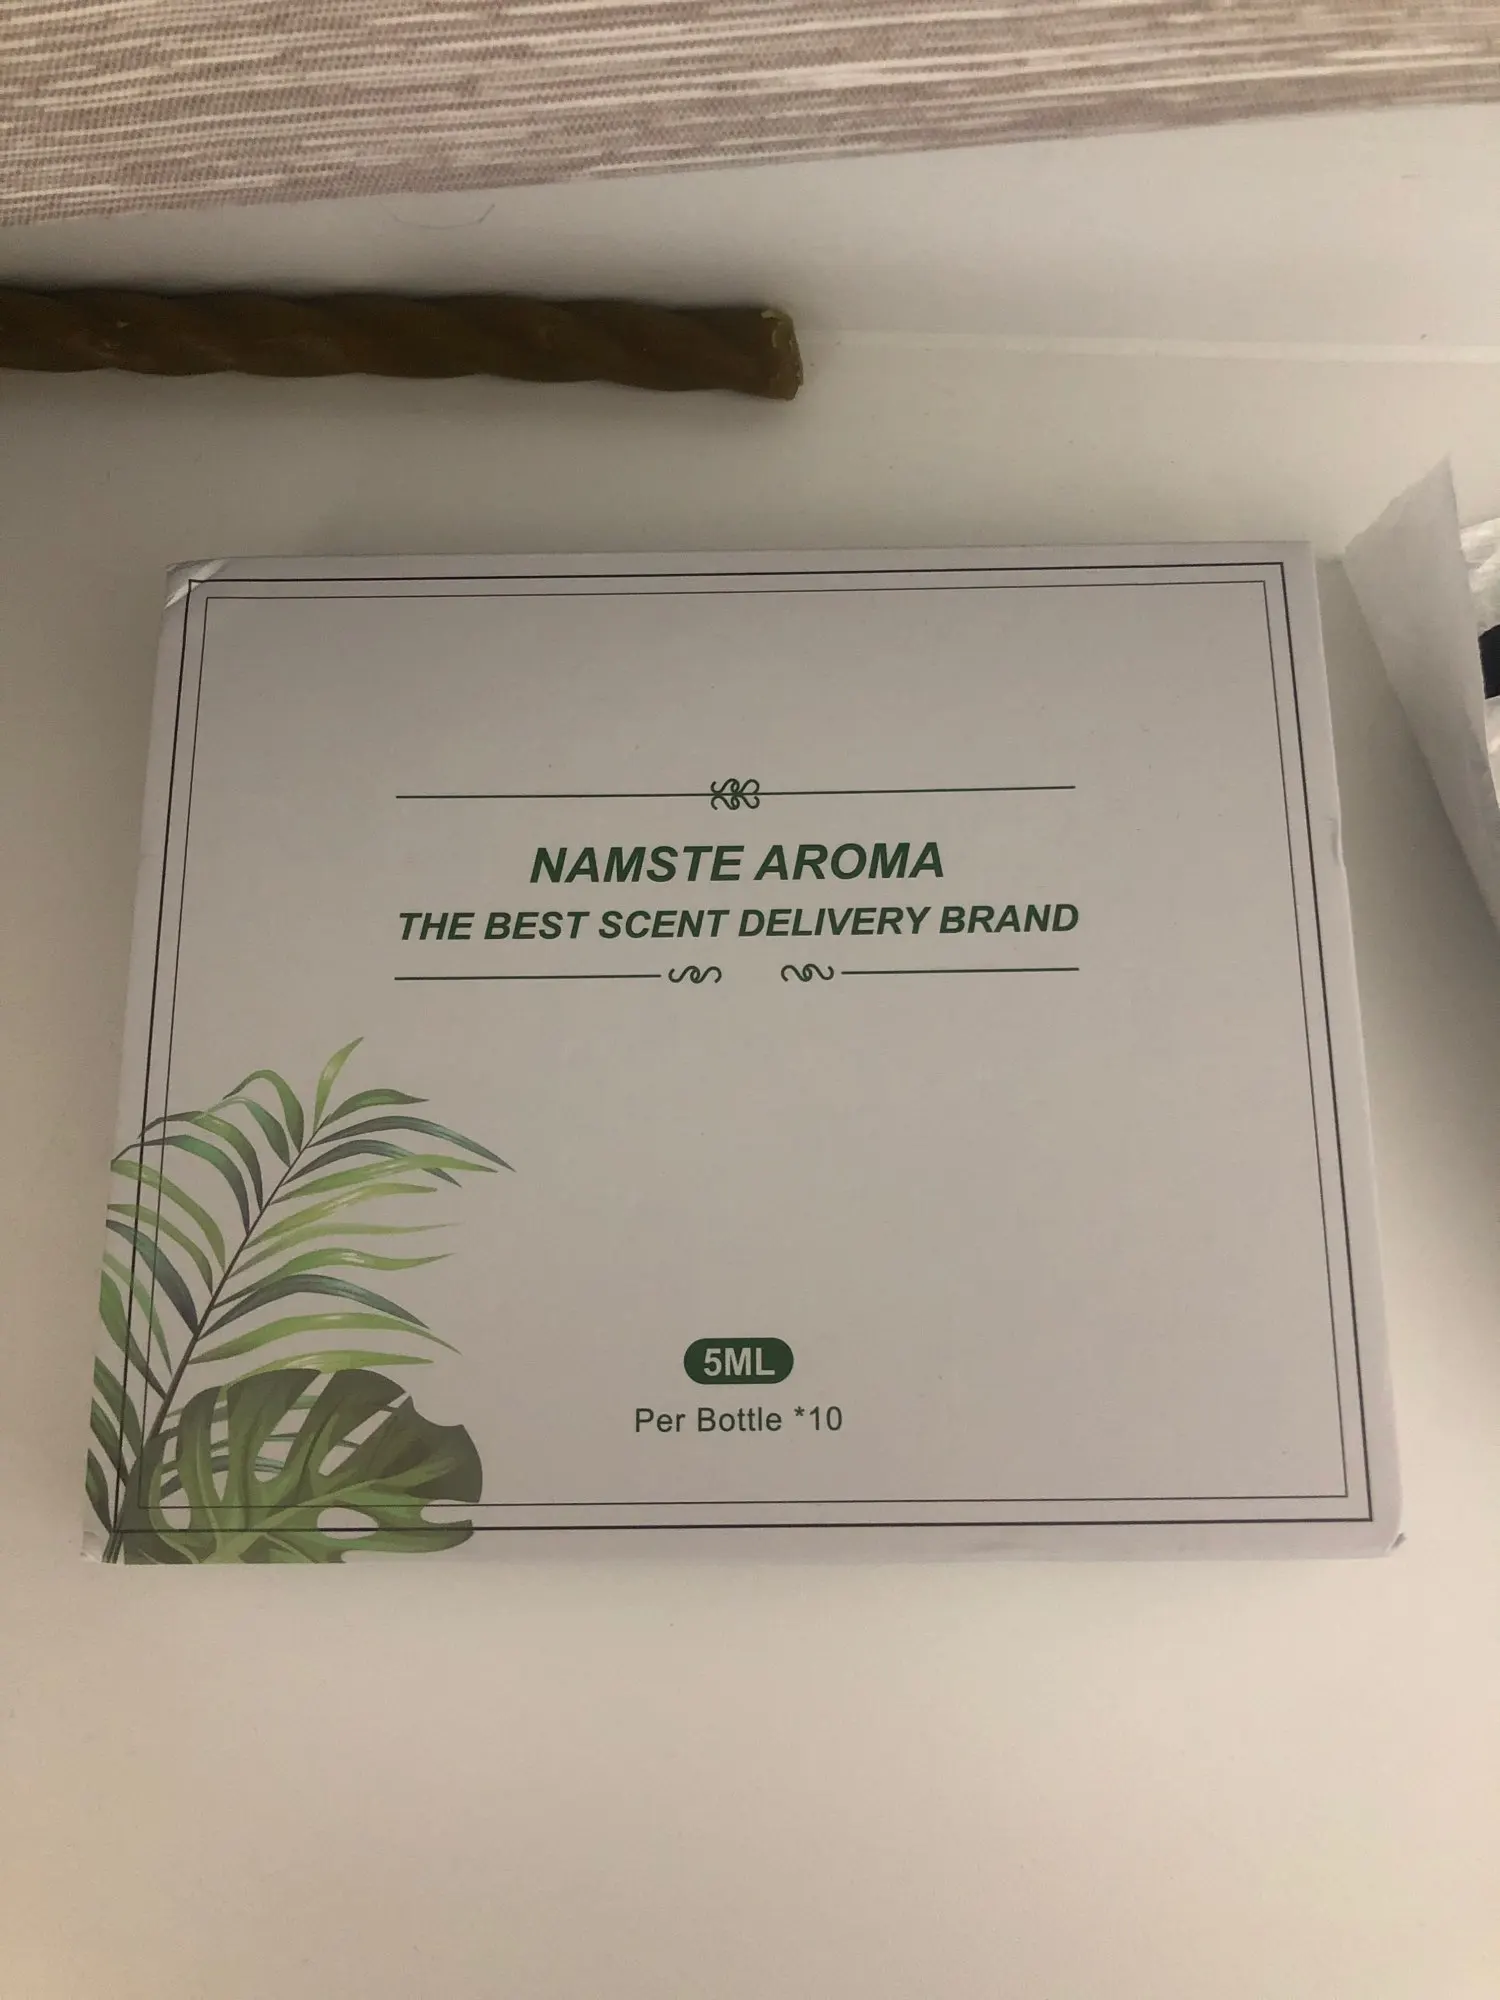 NAMSTE AROMA
THE BEST SCENT DELIVERY BRAND
5ML
Per Bottle *10